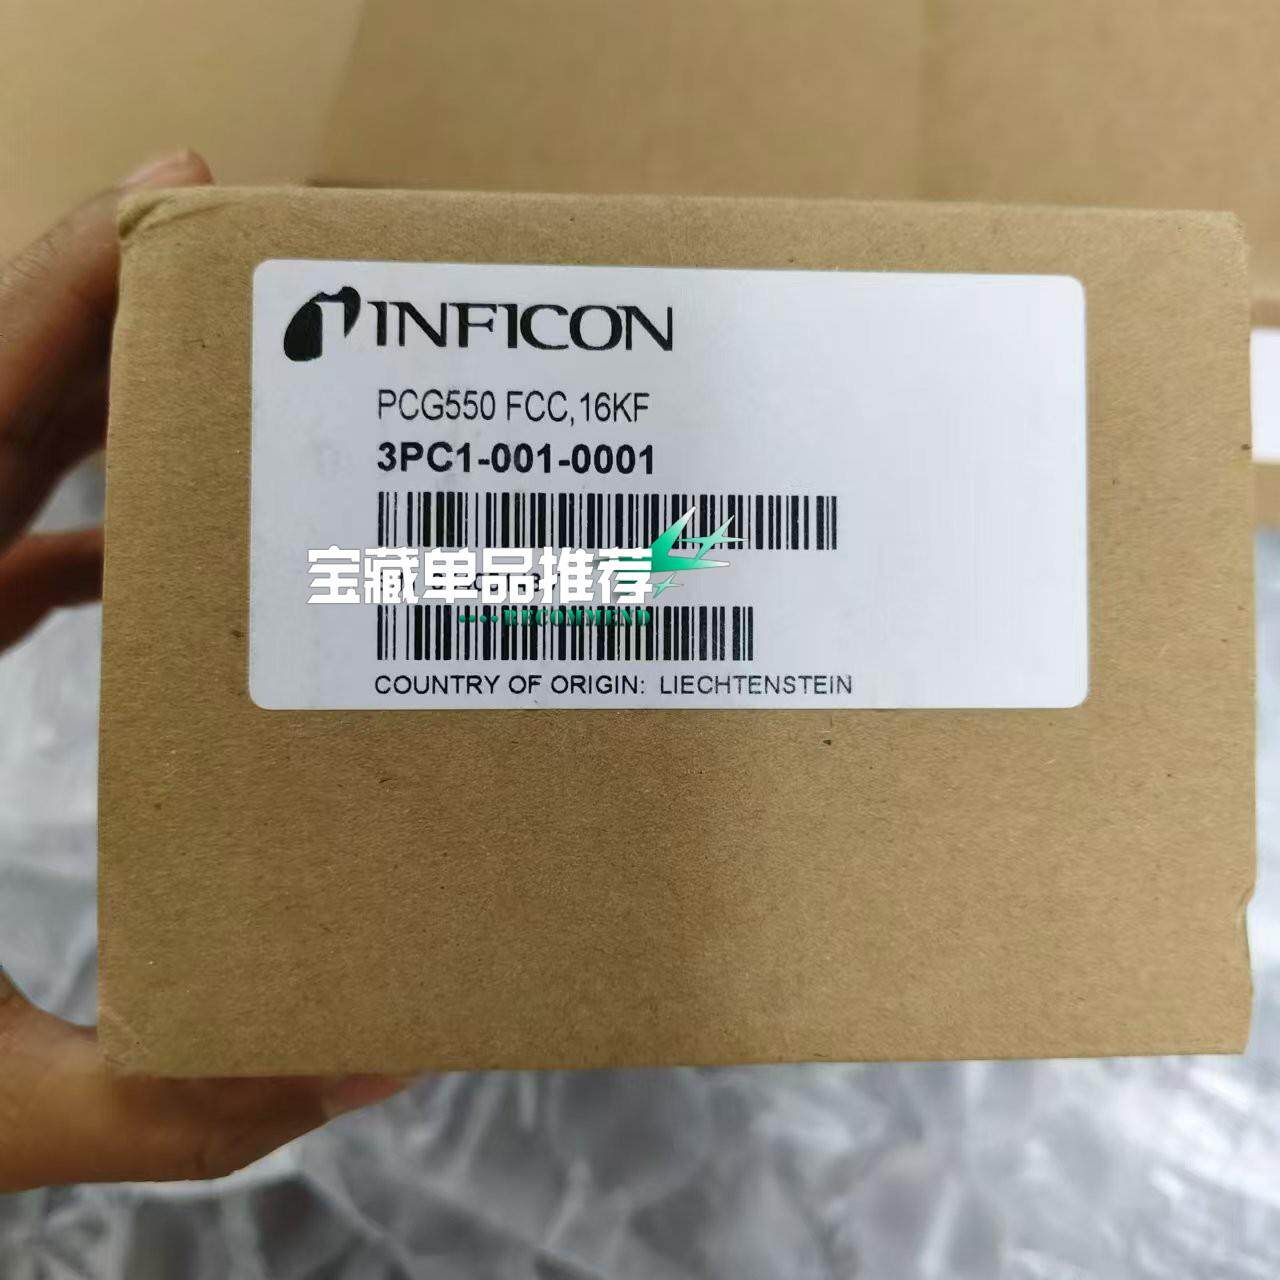 INFICON
PCG550 FCC,16KF
3PC1-001-0001
宝藏单品推荐
RECOMMEND
COUNTRY OF ORIGIN: LIECHTENSTEIN